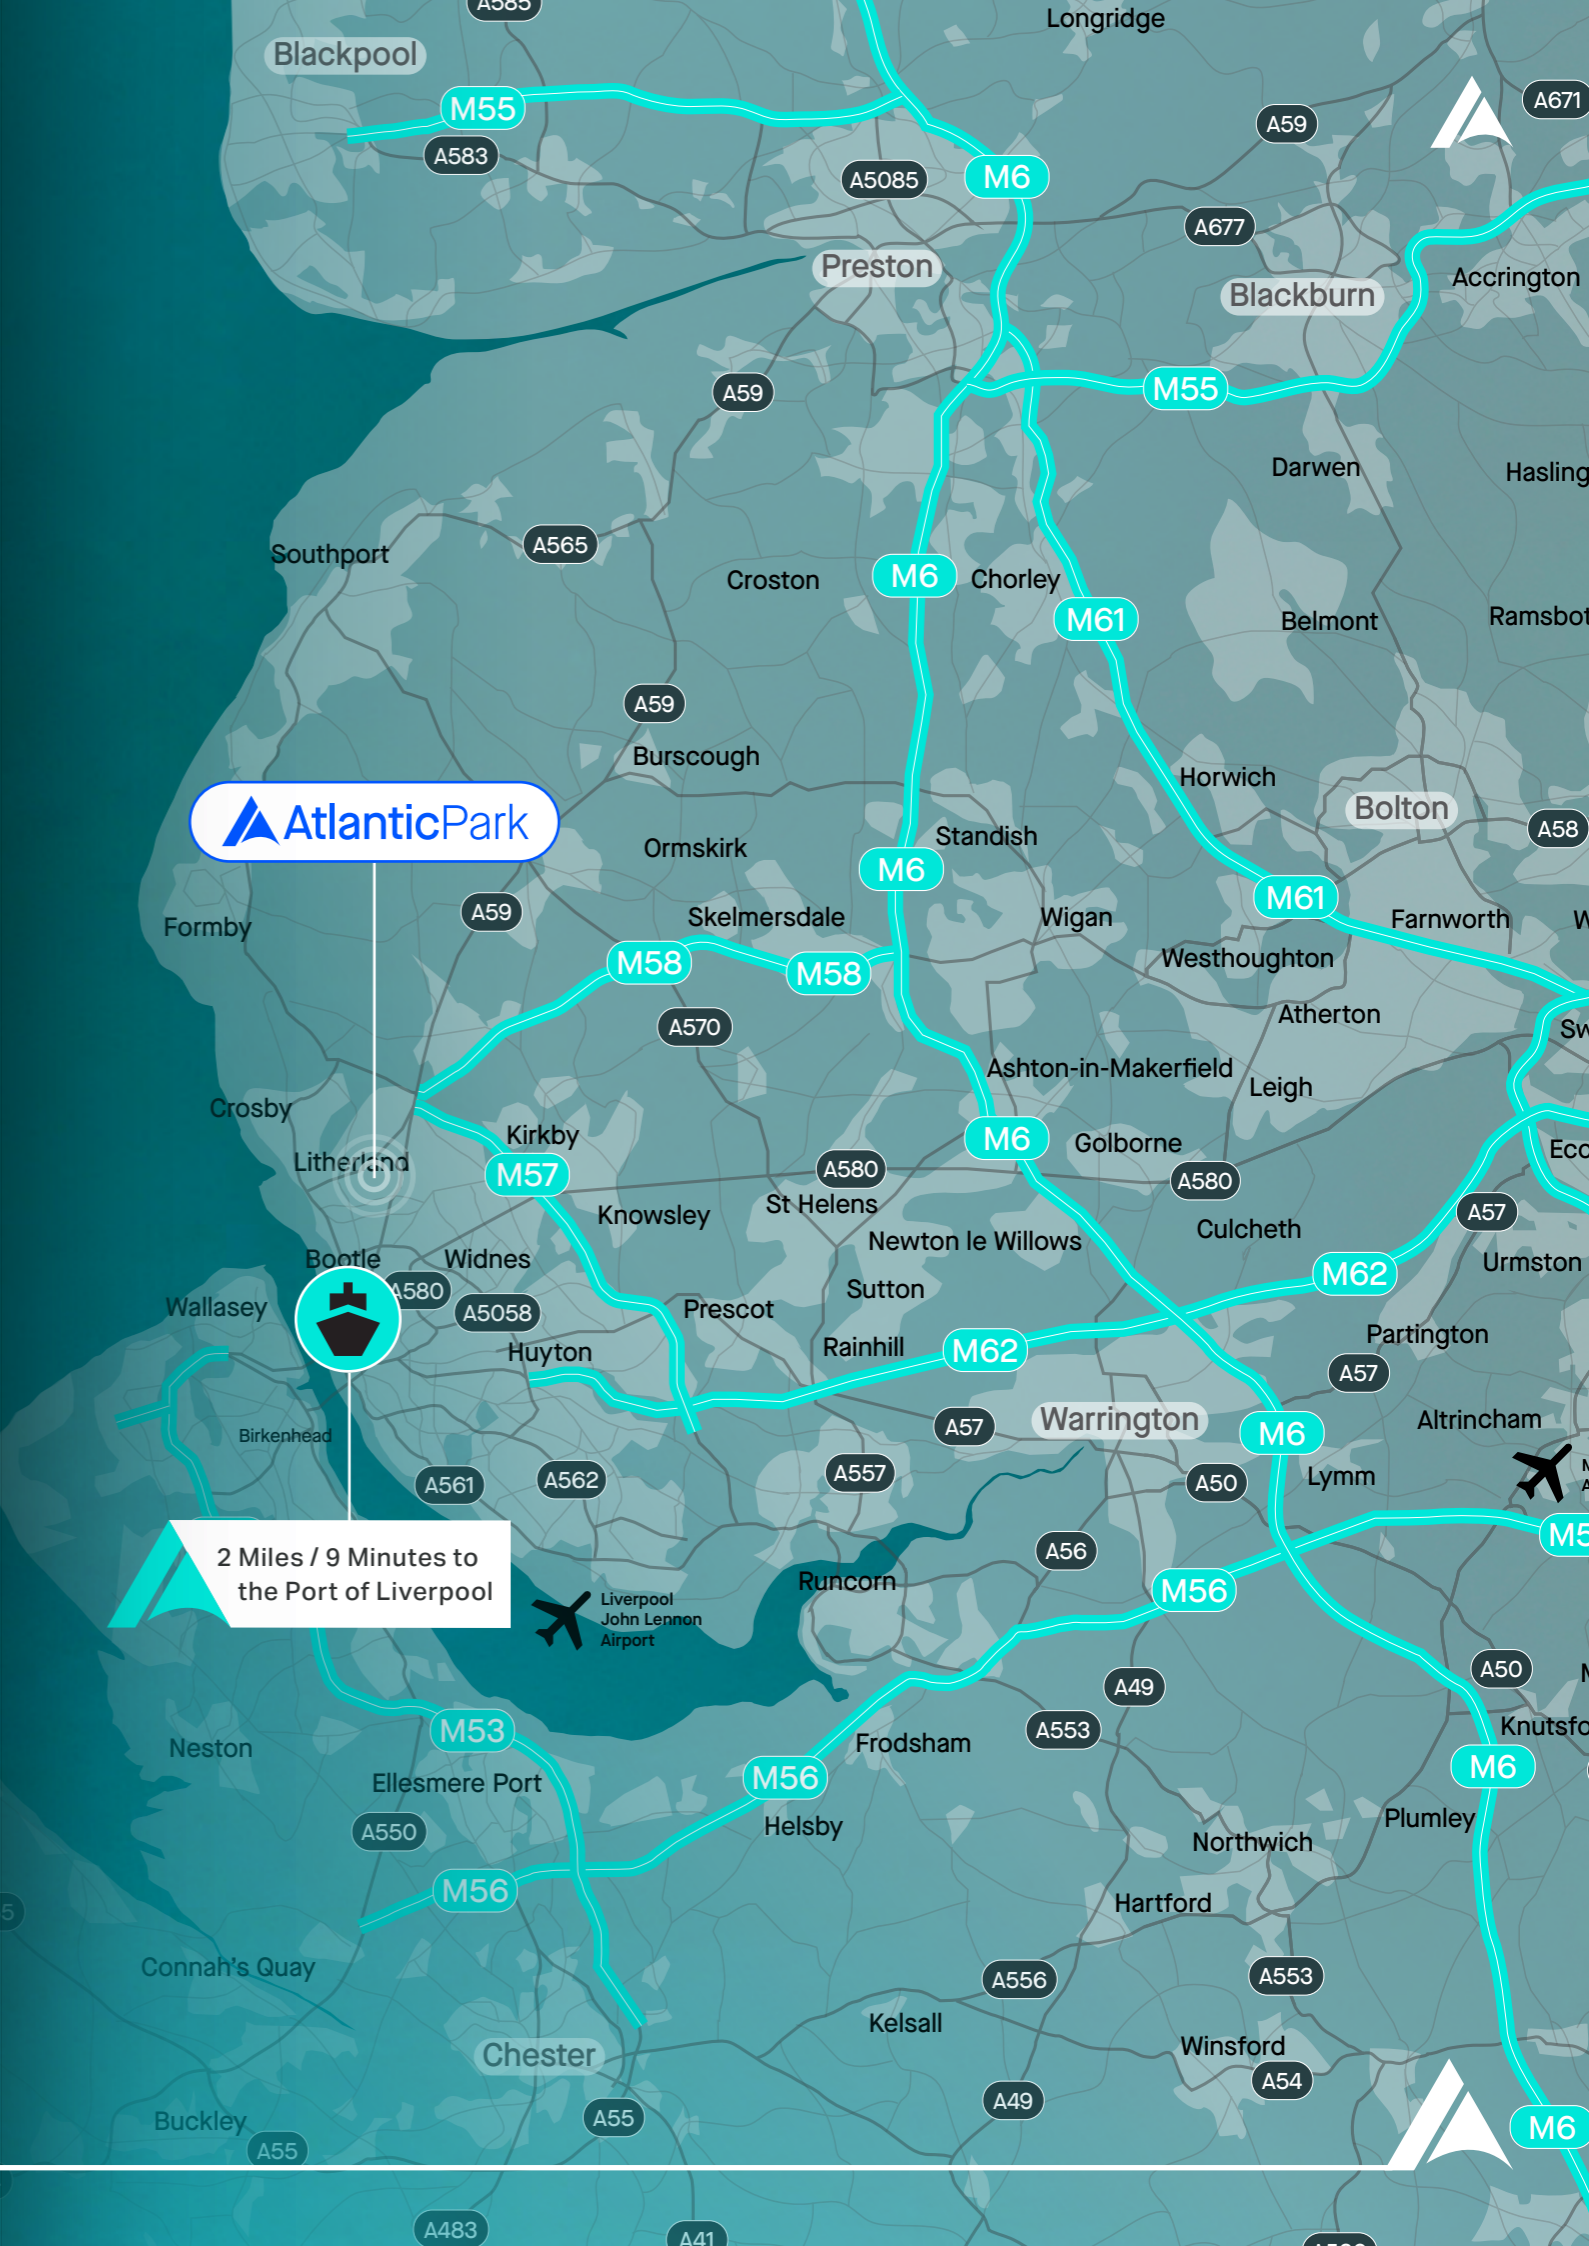 A585
Longridge
Blackpool
M55
A671
A59
A583
A5085
M6
A677
Preston
Accrington
Blackburn
A59
M55
Darwen
Hasling
Southport
A565
Croston
M6
Chorley
M61
Belmont
Ramsbot
A59
Burscough
Horwich
Bolton
AtlanticPark
A58
Standish
Ormskirk
M6
M61
A59
Skelmersdale
Wigan
Farnworth
W
Formby
M58
M58
Westhoughton
Atherton
A570
Sw
Ashton-in-Makerfield
Leigh
Crosby
Kirkby
M6
Golborne
Ecc
Litherland
M57
A580
A580
St Helens
Knowsley
A57
Newton le Willows
Culcheth
Bootle
Widnes
Urmston
M62
A580
Sutton
Wallasey
A5058
Prescot
Partington
Rainhill
M62
Huyton
A57
Warrington
Altrincham
A57
M6
Birkenhead
A557
Lymm
M
A
A561
A562
A50
M5
A56
2 Miles / 9 Minutes to
the Port of Liverpool
Runcorn
M56
Liverpool
John Lennon
Airport
A50
M
A49
Knutsfo
M53
A553
Neston
Frodsham
M6
Ellesmere Port
M56
Plumley
A550
Helsby
Northwich
M56
Hartford
5
Connah's Quay
A556
A553
Kelsall
Winsford
Chester
A54
A49
Buckley
A55
M6
A55
A483
A41